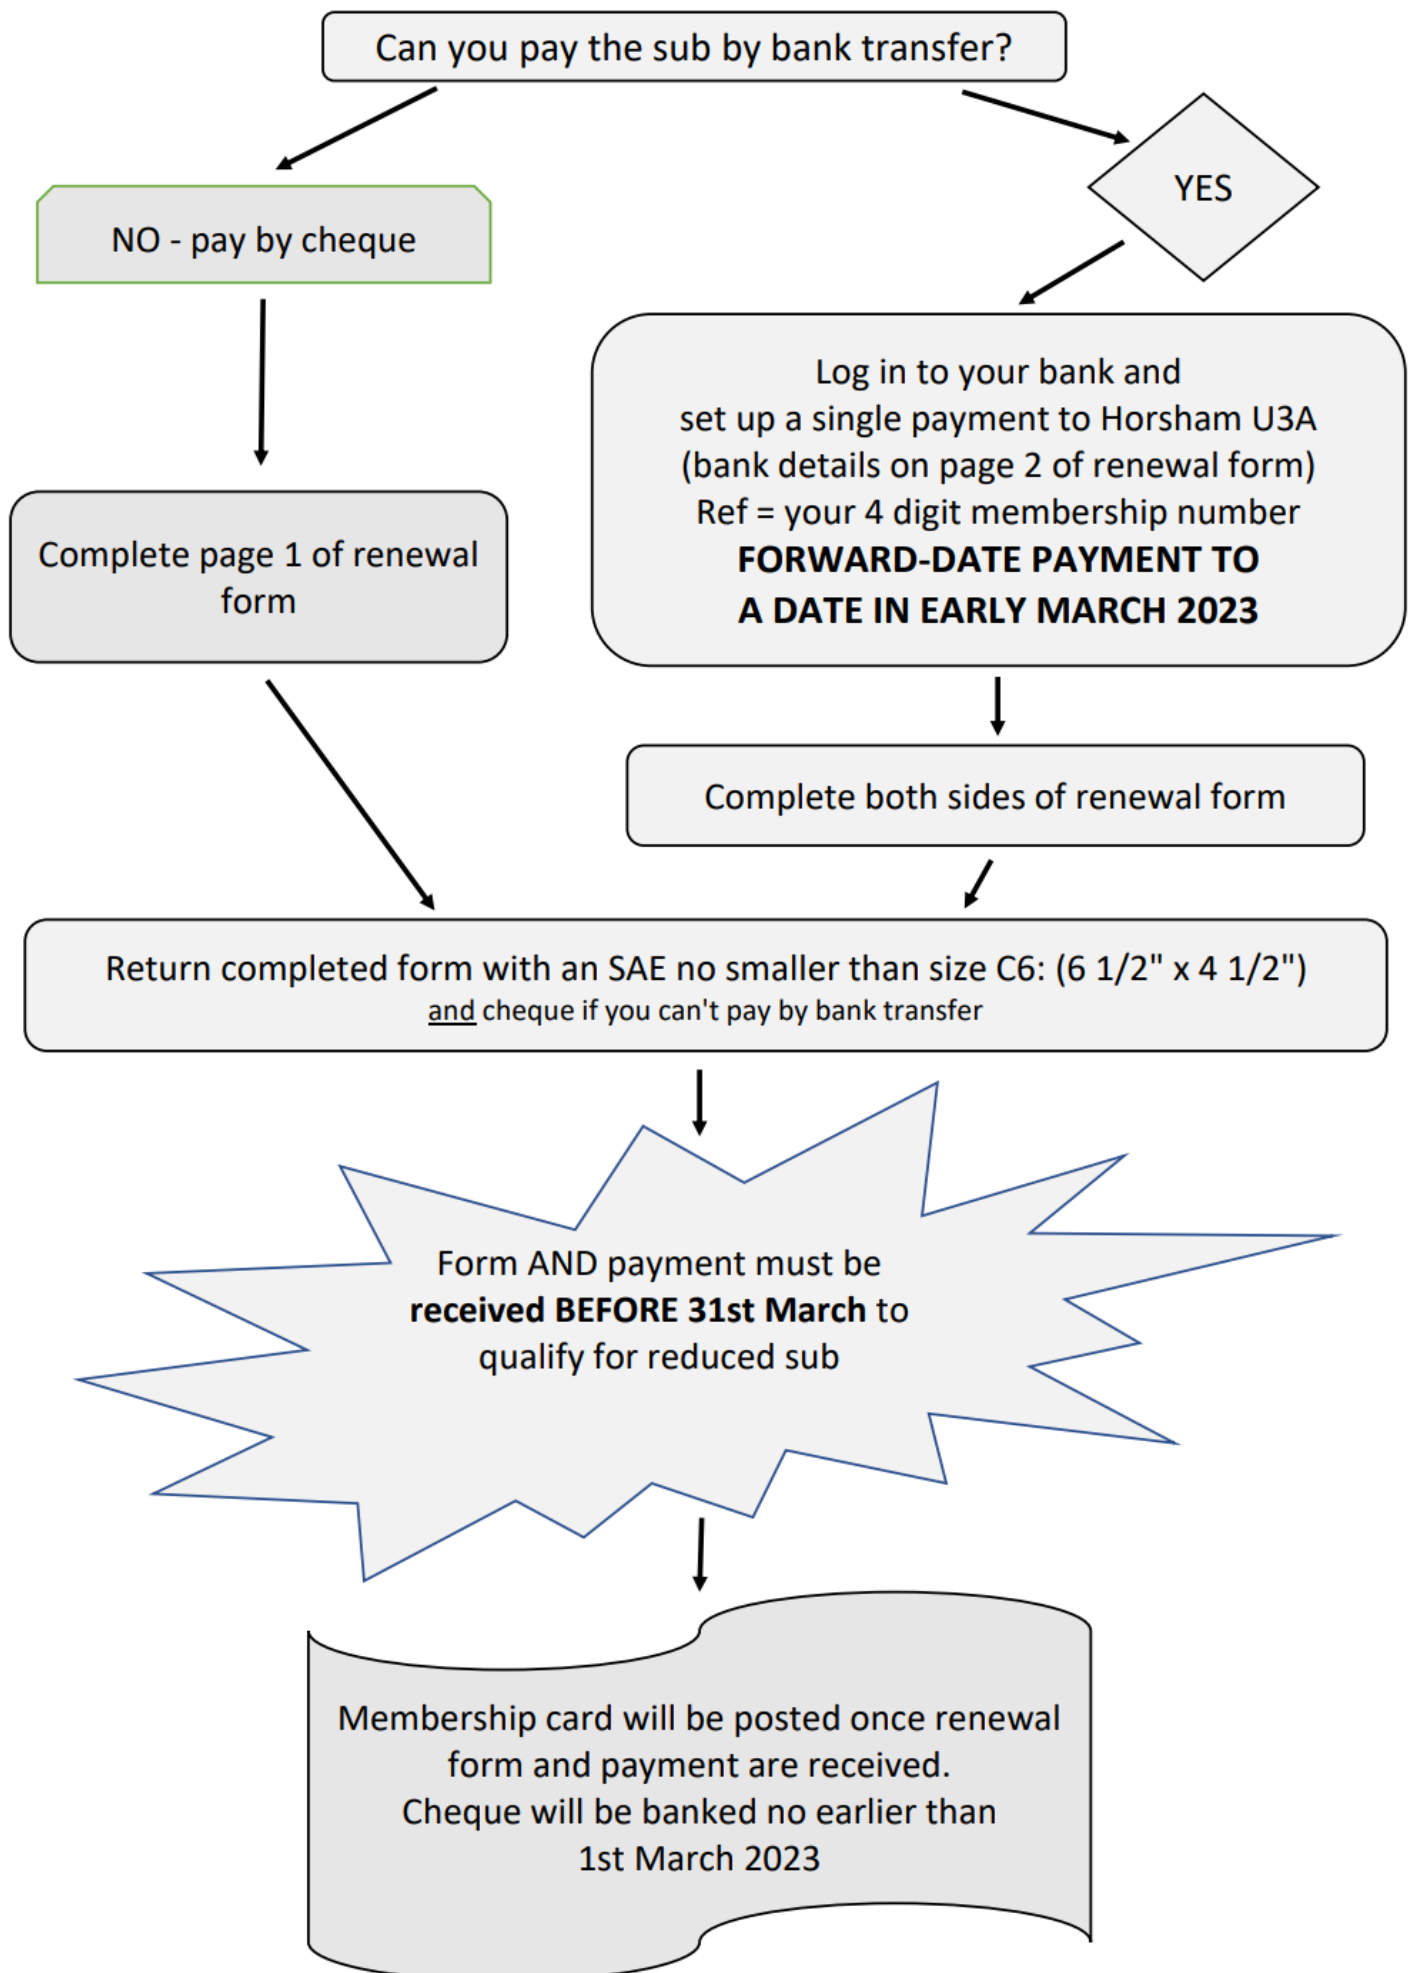 Can you pay the sub by bank transfer?
YES
NO - pay by cheque
Log in to your bank and
set up a single payment to Horsham U3A
(bank details on page 2 of renewal form)
Ref = your 4 digit membership number
FORWARD-DATE PAYMENT TO
A DATE IN EARLY MARCH 2023
Complete page 1 of renewal
form
Complete both sides of renewal form
Return completed form with an SAE no smaller than size C6: (6 1/2" x 4 1/2")
and cheque if you can't pay by bank transfer
Form AND payment must be
received BEFORE 31st March to
qualify for reduced sub
Membership card will be posted once renewal
form and payment are received.
Cheque will be banked no earlier than
1st March 2023